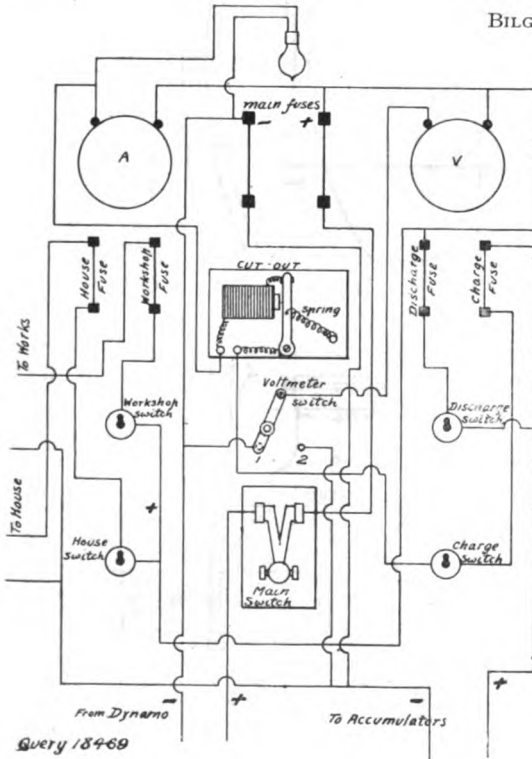 BILG
main fuses
- +
A
V
House
Fuse
Workshop
Fuse
CUT-OUT
spring
Discharge
Fuse
Charge
Fuse
To Works
Voltmeter
switch
1 2
Workshop
switch
Discharge
switch
To House
+
House
switch
Main
Switch
Charge
switch
- +
From Dynamo
- +
To Accumulators
Query 18469